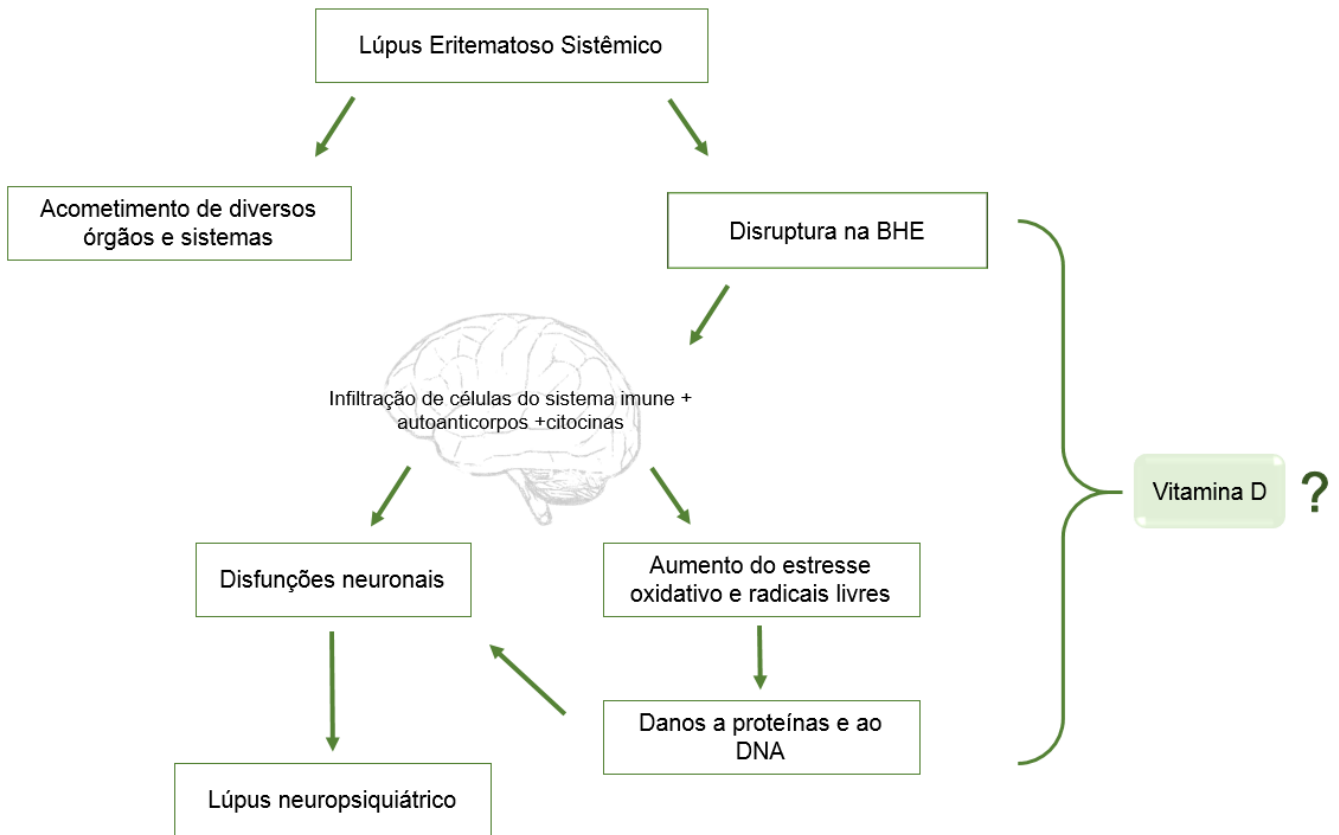 Lúpus Eritematoso Sistêmico
Acometimento de diversos
órgãos e sistemas
Disruptura na BHE
Infiltração de células do sistema imune +
autoanticorpos +citocinas
Vitamina D ?
Disfunções neuronais
Aumento do estresse
oxidativo e radicais livres
Danos a proteínas e ao
DNA
Lúpus neuropsiquiátrico